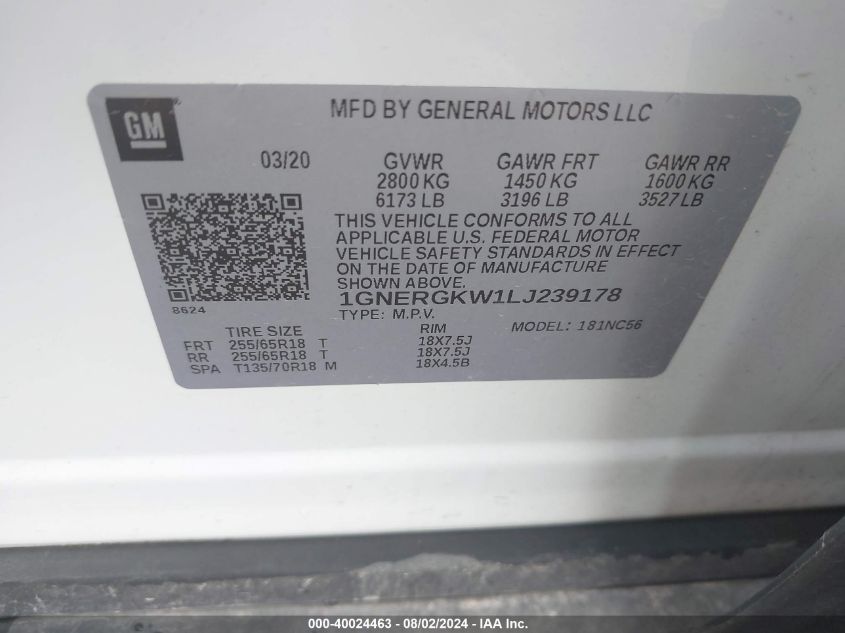 GM
MFD BY GENERAL MOTORS LLC
03/20 GVWR GAWR FRT GAWR RR
2800 KG 1450 KG 1600 KG
6173 LB 3196 LB 3527 LB
THIS VEHICLE CONFORMS TO ALL
APPLICABLE U.S. FEDERAL MOTOR
VEHICLE SAFETY STANDARDS IN EFFECT
ON THE DATE OF MANUFACTURE
SHOWN ABOVE.
1GNERGKW1LJ239178
8624
TYPE: M.P.V. MODEL: 181NC56
TIRE SIZE RIM
FRT 255/65R18 T 18X7.5J
RR 255/65R18 T 18X7.5J
SPA T135/70R18 M 18X4.5B
000-40024463 - 08/02/2024 - IAA Inc.